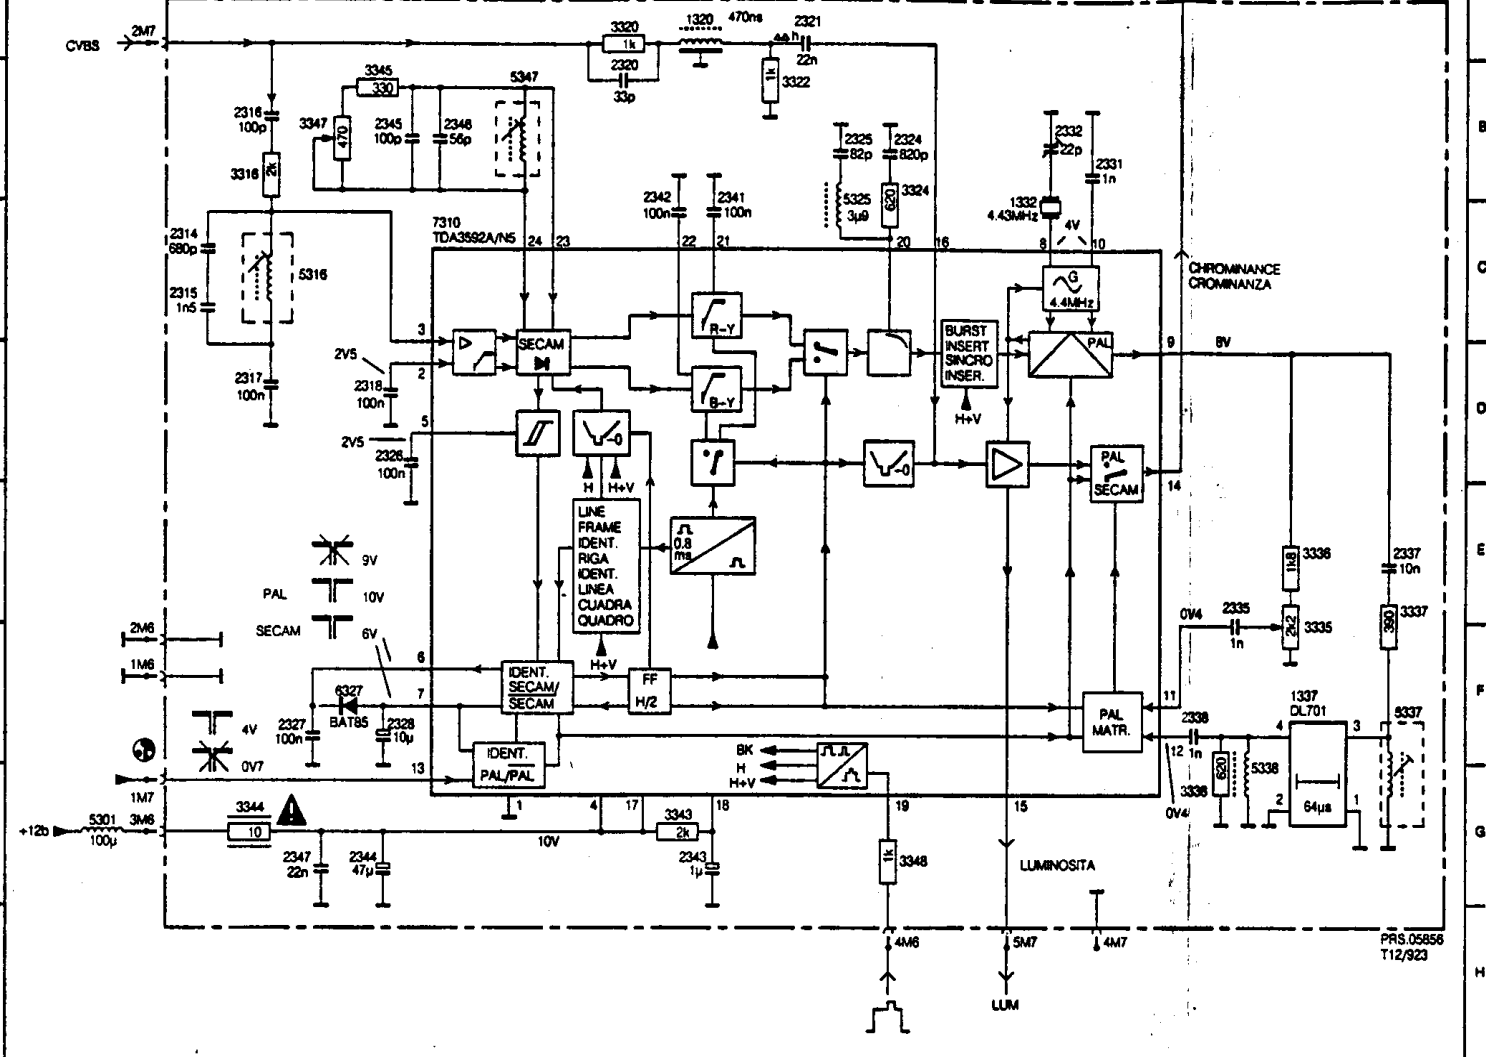 CVBS
2M7
3320
1k
2320
33p
1320
470ns
2321
22n
1k
3322
3345
330
5347
2316
100p
3347
470
2345
100p
2346
56p
3316
2k
2332
22p
2331
1n
2325
82p
2324
820p
5325
3µ9
620
3324
1332
4.43MHz
4V
2342
100n
2341
100n
2314
680p
2315
1n5
5316
7310
TDA3592A/N5
24
23
22
21
20
16
8
10
CHROMINANCE
CROMINANZA
G
4.4MHz
R-Y
B-Y
SECAM
BURST
INSERT
SINCRO
INSER.
H+V
PAL
9
8V
3
2V5
2
2318
100n
2317
100n
5
2V5
2326
100n
H
H+V
LINE
FRAME
IDENT.
RIGA
IDENT.
LINEA
CUADRA
QUADRO
H+V
0.8
ms
PAL
SECAM
14
9V
PAL
10V
SECAM
6V
2M6
1M6
6
7
6327
BAT85
2327
100n
2328
10µ
IDENT.
SECAM/
SECAM
FF
H/2
IDENT.
PAL/PAL
BK
H
H+V
PAL
MATR.
11
12
0V4
2335
1n
3336
1k8
2k2
3335
2337
10n
390
3337
1337
DL701
4
3
2
1
64µs
5337
2338
1n
620
3338
5338
0V4
4V
0V7
13
1M7
+12b
5301
100µ
3M6
3344
10
2347
22n
2344
47µ
10V
1
4
17
18
3343
2k
2343
1µ
19
1k
3348
15
LUMINOSITA
4M6
5M7
4M7
LUM
PRS.05856
T12/923
B
C
D
E
F
G
H